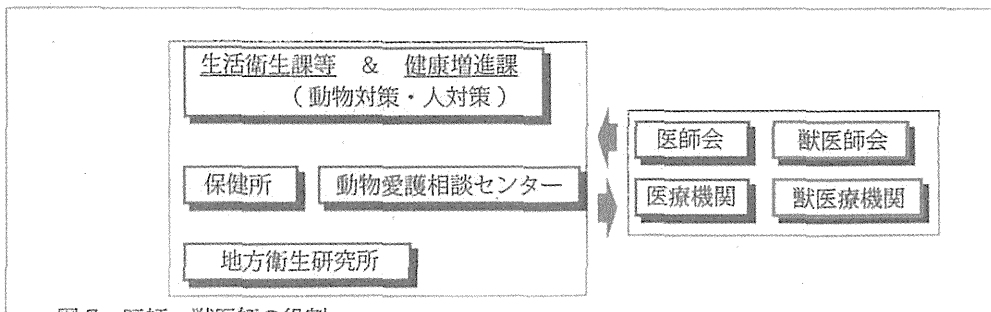 生活衛生課等 & 健康増進課
（動物対策・人対策）
医師会 獣医師会
保健所 動物愛護相談センター
医療機関 獣医療機関
地方衛生研究所